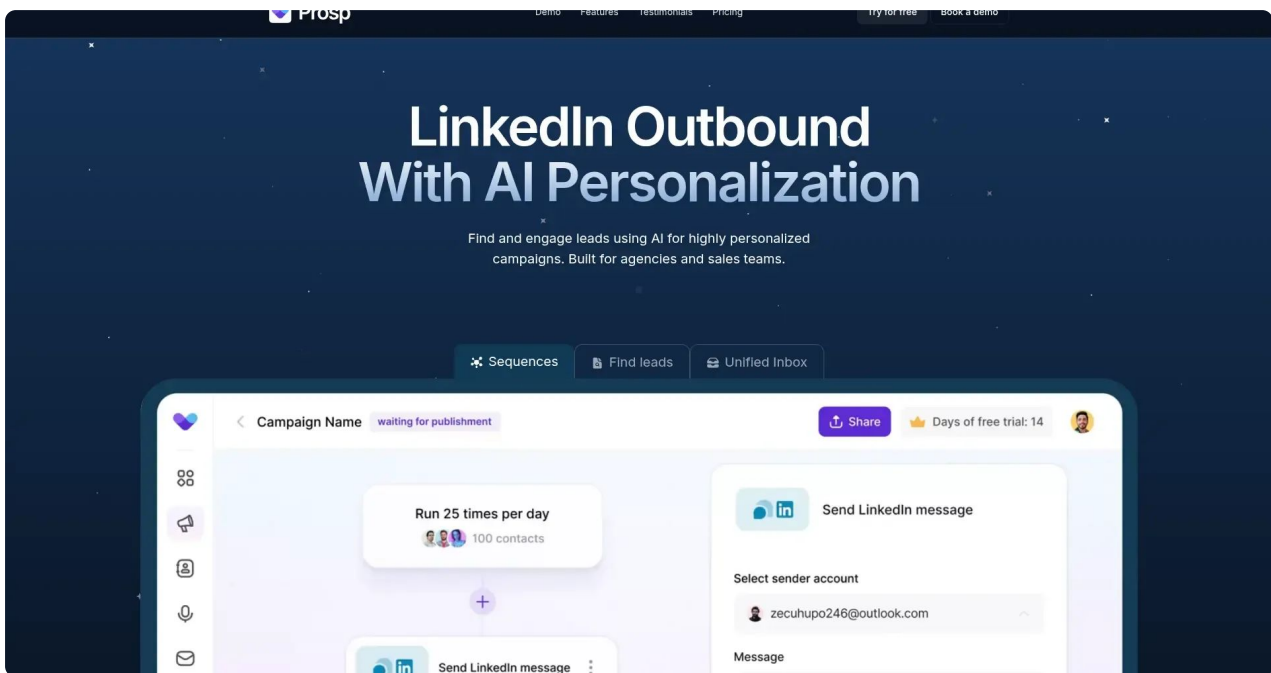 Prosp
Demo Features Testimonials Pricing Try for free Book a demo
LinkedIn Outbound
With AI Personalization
Find and engage leads using AI for highly personalized
campaigns. Built for agencies and sales teams.
Sequences Find leads Unified Inbox
Campaign Name waiting for publishment Share Days of free trial: 14
Run 25 times per day
100 contacts
in Send LinkedIn message
Select sender account
zecuhupo246@outlook.com
Message
in Send LinkedIn message